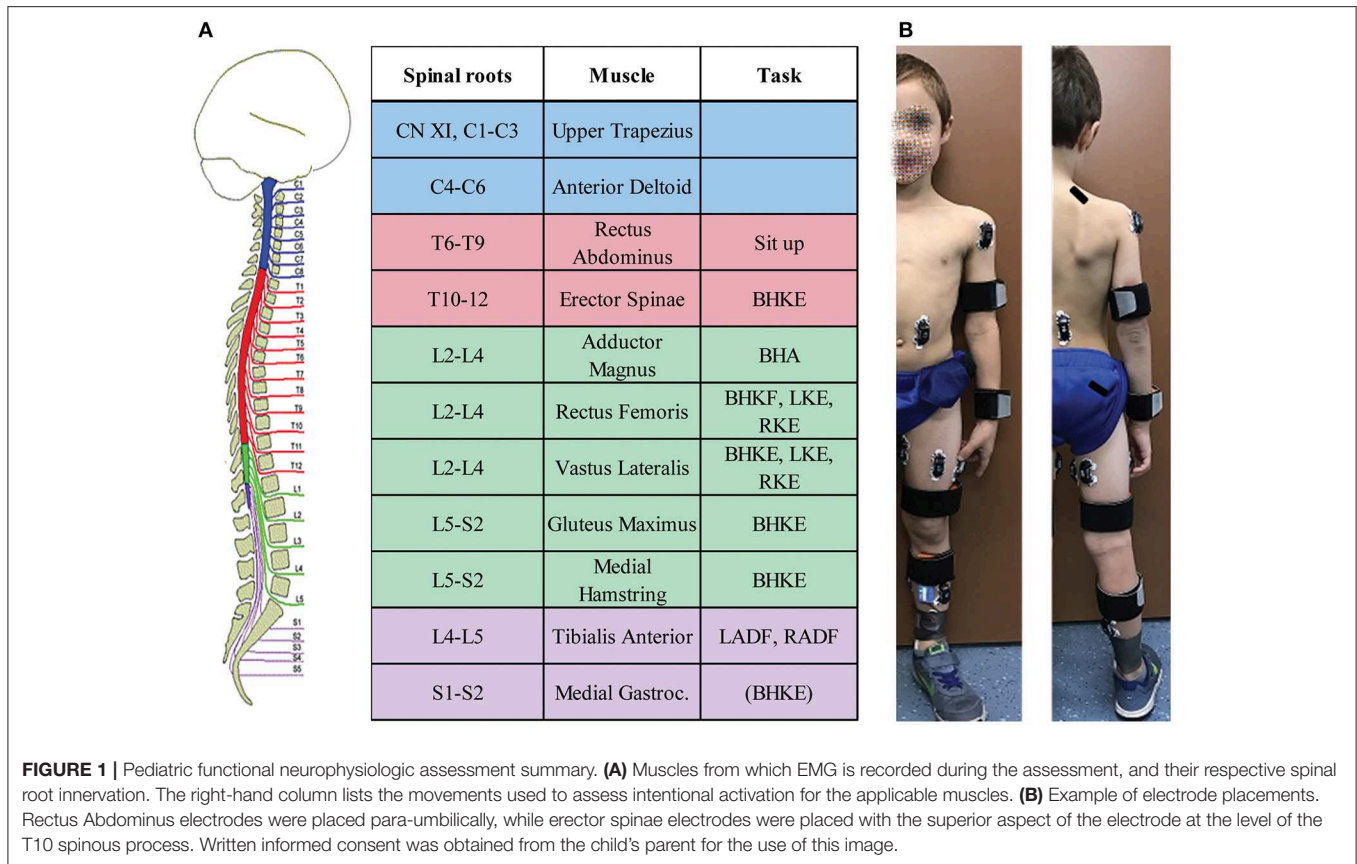 A
B
Spinal roots Muscle Task
CN XI, C1-C3 Upper Trapezius
C4-C6 Anterior Deltoid
T6-T9 Rectus Abdominus Sit up
T10-12 Erector Spinae BHKE
L2-L4 Adductor Magnus BHA
L2-L4 Rectus Femoris BHKF, LKE, RKE
L2-L4 Vastus Lateralis BHKE, LKE, RKE
L5-S2 Gluteus Maximus BHKE
L5-S2 Medial Hamstring BHKE
L4-L5 Tibialis Anterior LADF, RADF
S1-S2 Medial Gastroc. (BHKE)
C1
C2
C3
C4
C5
C6
C7
C8
T1
T2
T3
T4
T5
T6
T7
T8
T9
T10
T11
T12
L1
L2
L3
L4
L5
S1
S2
S3
S4
S5
FIGURE 1 | Pediatric functional neurophysiologic assessment summary. (A) Muscles from which EMG is recorded during the assessment, and their respective spinal
root innervation. The right-hand column lists the movements used to assess intentional activation for the applicable muscles. (B) Example of electrode placements.
Rectus Abdominus electrodes were placed para-umbilically, while erector spinae electrodes were placed with the superior aspect of the electrode at the level of the
T10 spinous process. Written informed consent was obtained from the child's parent for the use of this image.